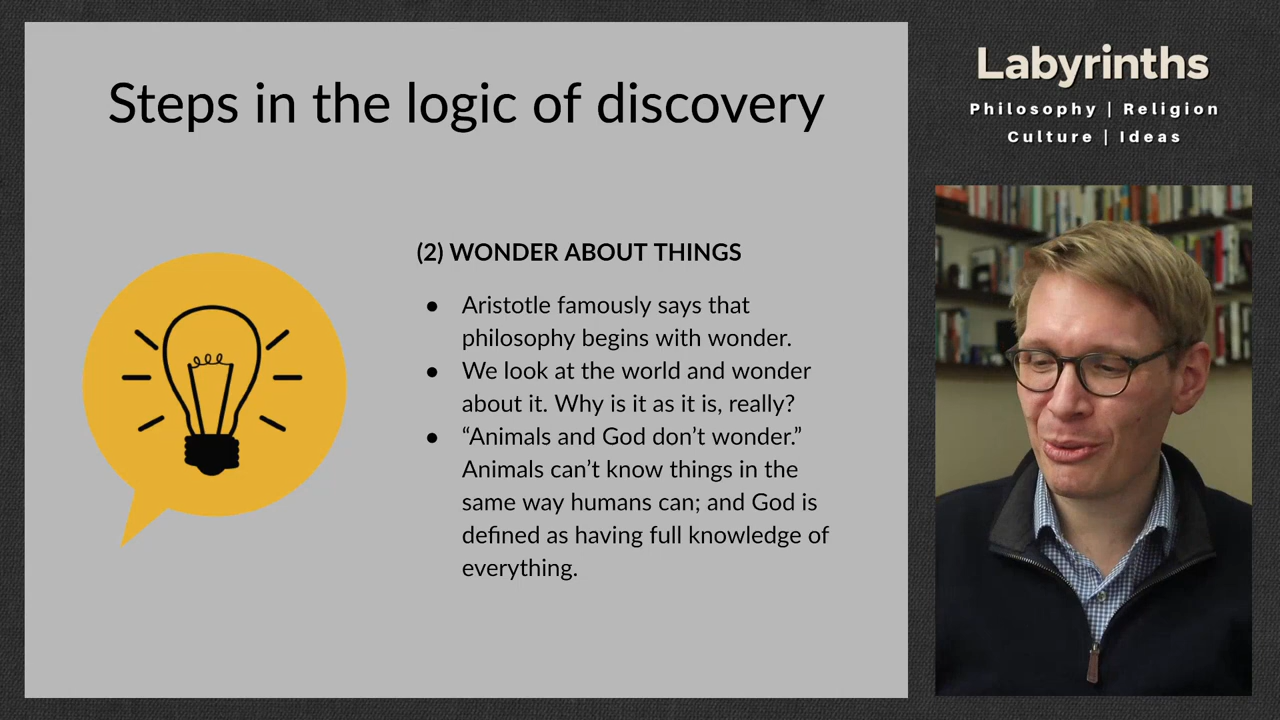 Steps in the logic of discovery
(2) WONDER ABOUT THINGS
● Aristotle famously says that
philosophy begins with wonder.
● We look at the world and wonder
about it. Why is it as it is, really?
● “Animals and God don’t wonder.”
Animals can’t know things in the
same way humans can; and God is
defined as having full knowledge of
everything.
Labyrinths
Philosophy | Religion
Culture | Ideas